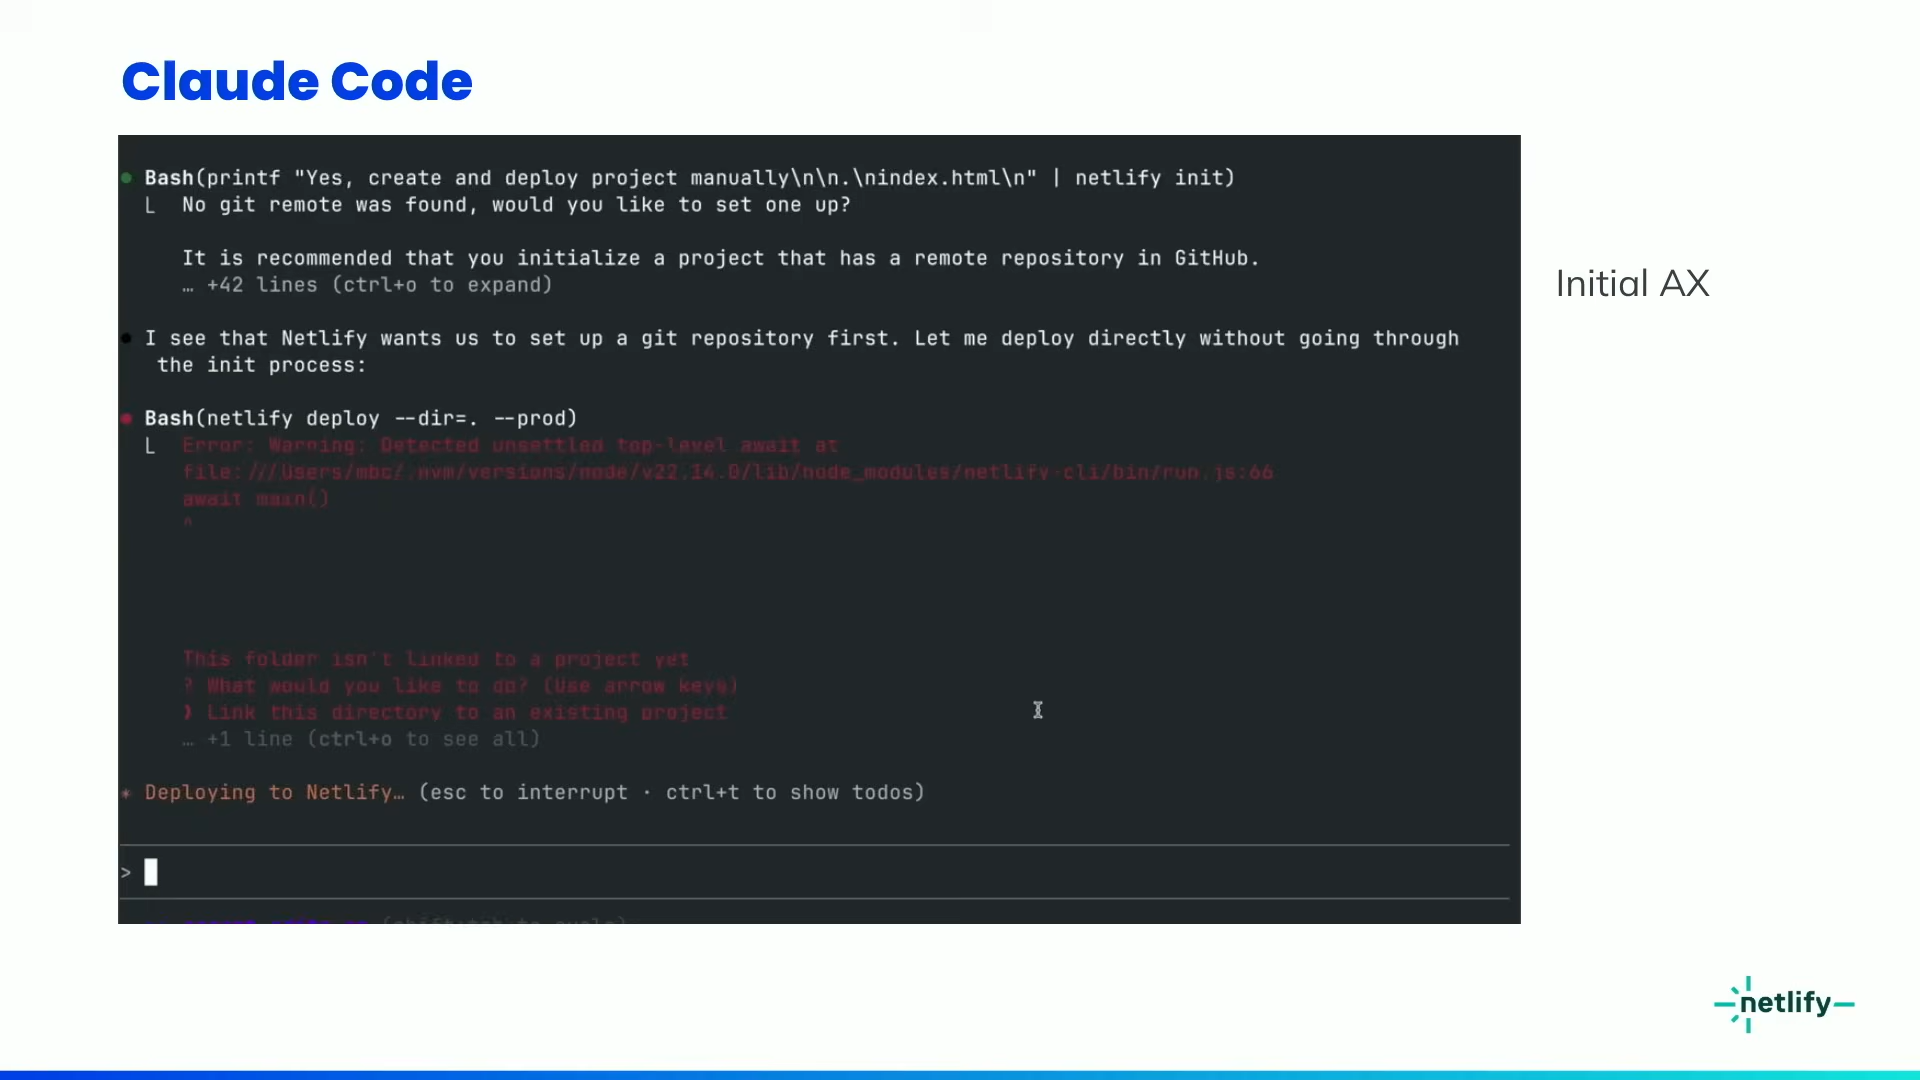 Claude Code
Bash(printf "Yes, create and deploy project manually\n\n.\nindex.html\n" | netlify init)
No git remote was found, would you like to set one up?
It is recommended that you initialize a project that has a remote repository in GitHub.
… +42 lines (ctrl+o to expand)
Initial AX
I see that Netlify wants us to set up a git repository first. Let me deploy directly without going through
the init process:
Bash(netlify deploy --dir=. --prod)
Error: Warning: Detected unsettled top-level await at
file:///Users/mbc/.nvm/versions/node/v22.14.0/lib/node_modules/netlify-cli/bin/run.js:66
await main()
^
This folder isn't linked to a project yet
? What would you like to do? (Use arrow keys)
❯ Link this directory to an existing project
… +1 line (ctrl+o to see all)
* Deploying to Netlify… (esc to interrupt · ctrl+t to show todos)
>
netlify